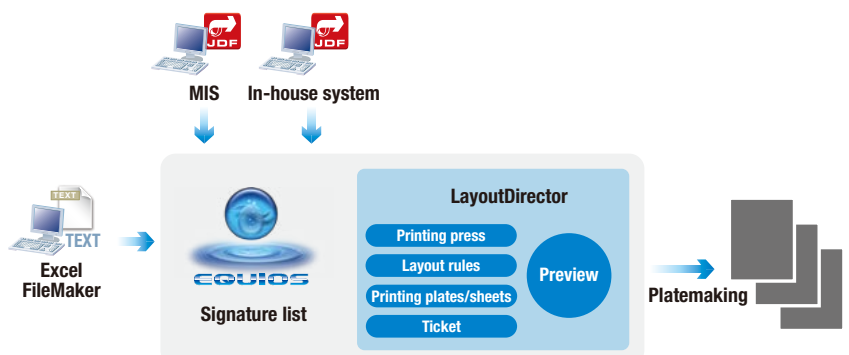 JDF
JDF
MIS
In-house system
TEXT
TEXT
Excel
FileMaker
EQUIOS
Signature list
LayoutDirector
Printing press
Layout rules
Printing plates/sheets
Ticket
Preview
Platemaking